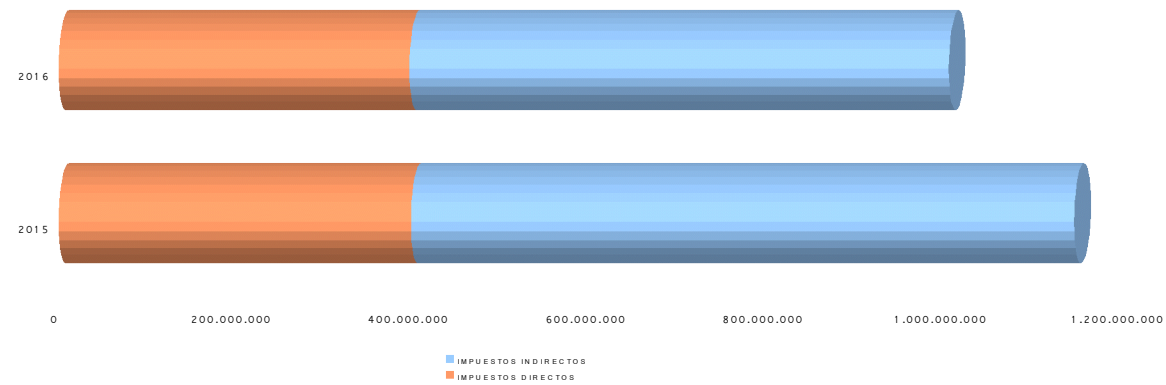 2016
2015
0 200.000.000 400.000.000 600.000.000 800.000.000 1.000.000.000 1.200.000.000
IMPUESTOS INDIRECTOS
IMPUESTOS DIRECTOS